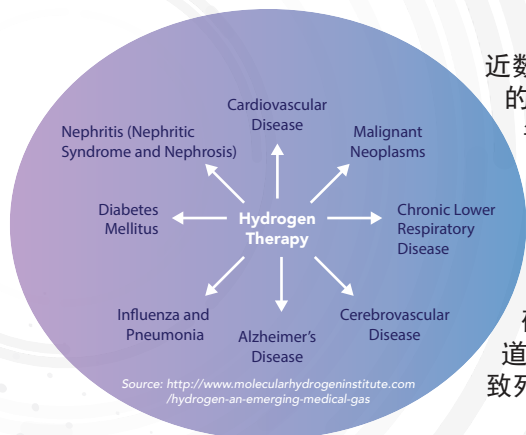 Cardiovascular
Disease
Nephritis (Nephritic
Syndrome and Nephrosis)
Malignant
Neoplasms
Diabetes
Mellitus
Hydrogen
Therapy
Chronic Lower
Respiratory
Disease
Influenza and
Pneumonia
Alzheimer's
Disease
Cerebrovascular
Disease
Source: http://www.molecularhydrogeninstitute.com
/hydrogen-an-emerging-medical-gas
近数
的
道
致死